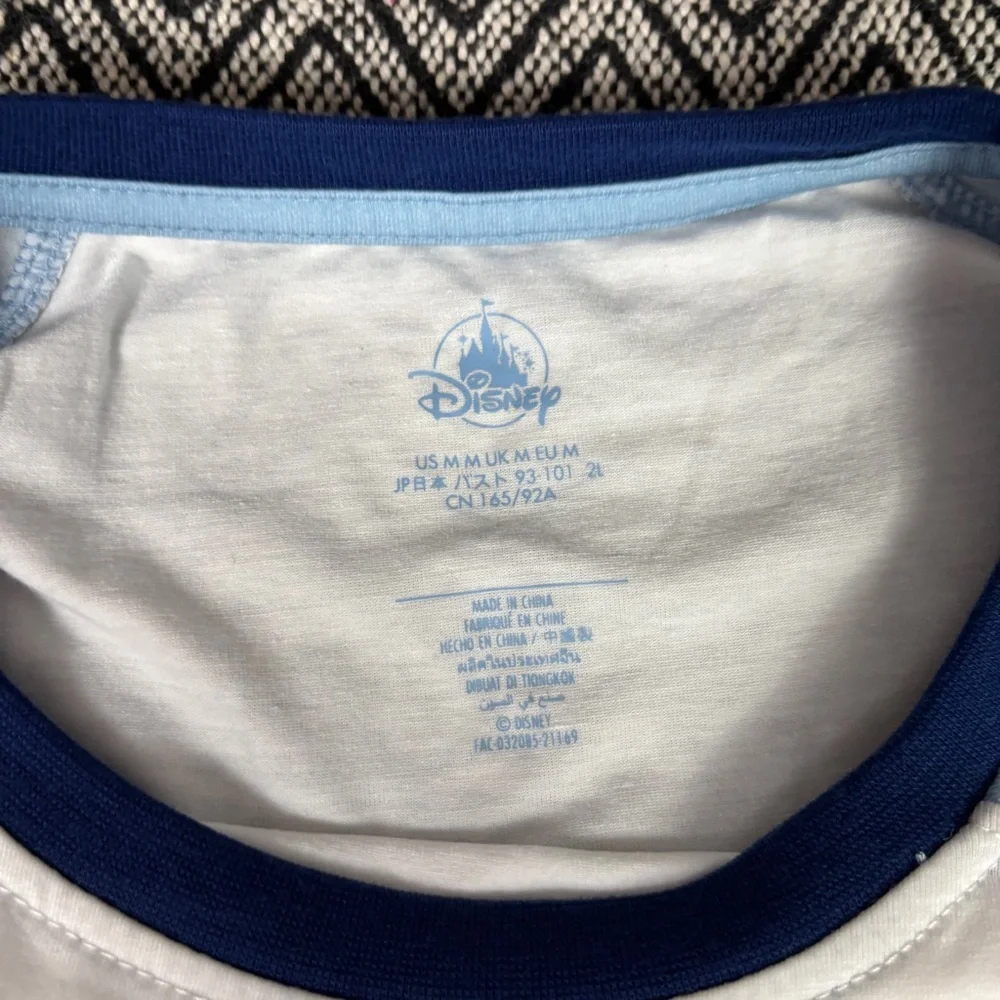 Disney
US M M UK M EU M
JP日本 バスト 93-101 2L
CN 165/92A
MADE IN CHINA
FABRIQUÉ EN CHINE
HECHO EN CHINA / 中國製
ผลิตในประเทศจีน
DIBUAT DI TIONGKOK
صنع في الصين
© DISNEY
FAC-032085-21169